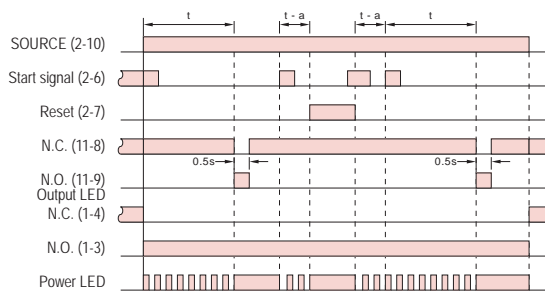 t t - a t - a t
SOURCE (2-10)
Start signal (2-6)
Reset (2-7)
N.C. (11-8)
0.5s 0.5s
N.O. (11-9)
Output LED
N.C. (1-4)
N.O. (1-3)
Power LED